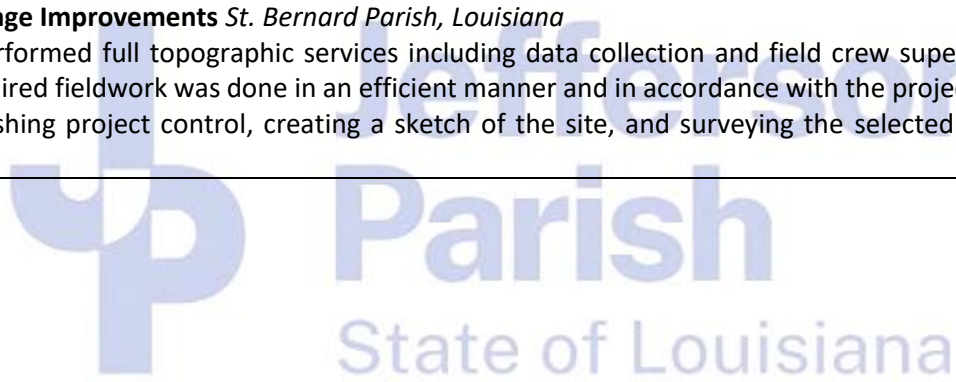 age Improvements St. Bernard Parish, Louisiana
rformed full topographic services including data collection and field crew supe
ired fieldwork was done in an efficient manner and in accordance with the projec
shing project control, creating a sketch of the site, and surveying the selected
Jefferson
Parish
State of Louisiana